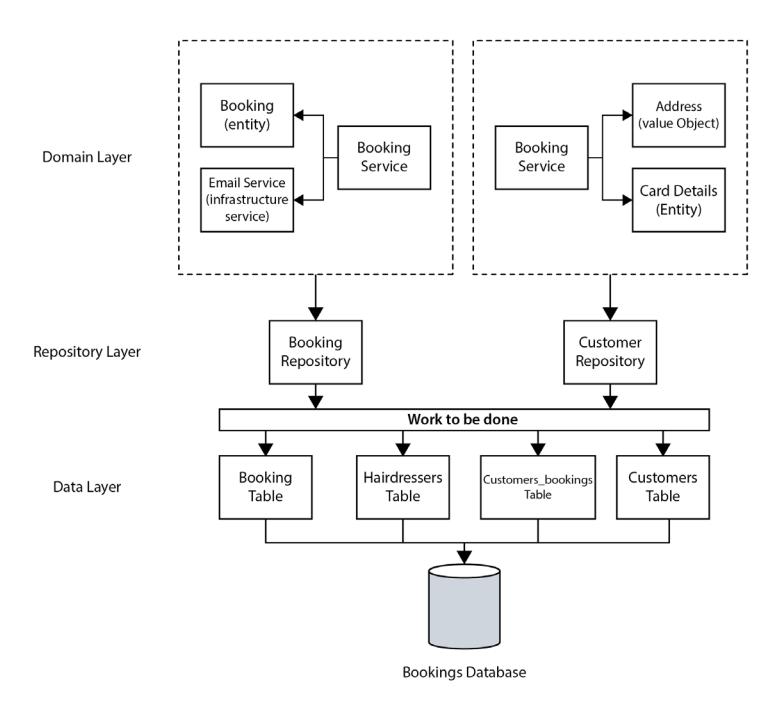 Domain Layer
Booking
(entity)
Email Service
(infrastructure
service)
Booking
Service
Booking
Service
Address
(value Object)
Card Details
(Entity)
Repository Layer
Booking
Repository
Customer
Repository
Work to be done
Data Layer
Booking
Table
Hairdressers
Table
Customers_bookings
Table
Customers
Table
Bookings Database